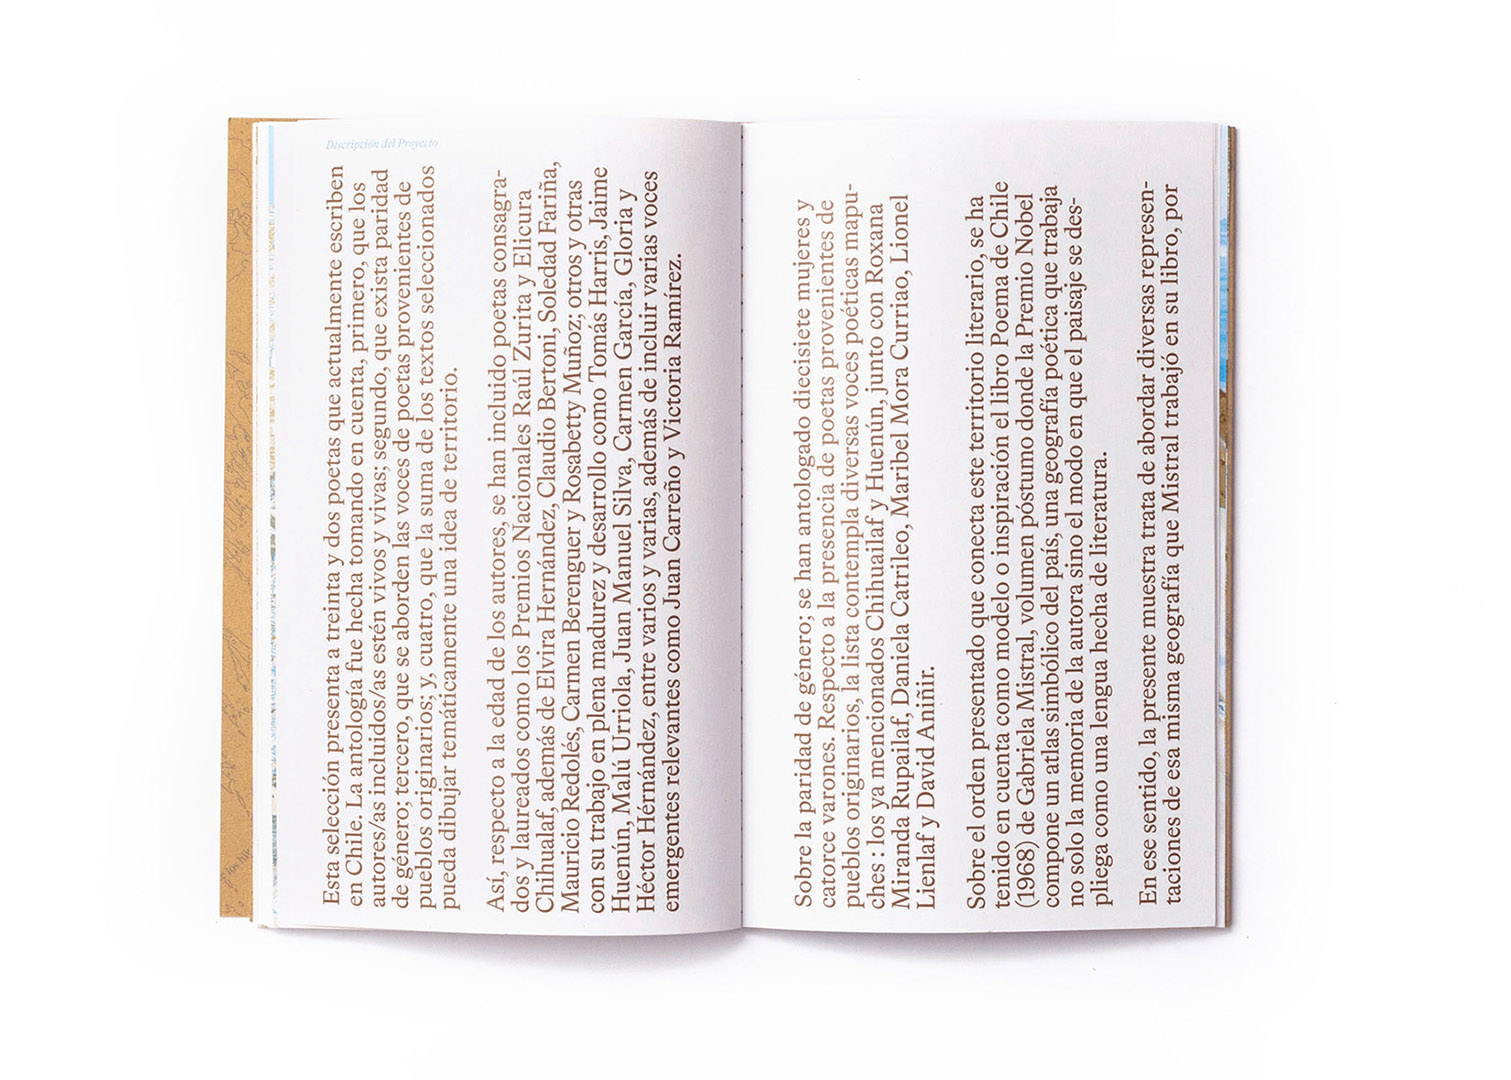 Descripción del Proyecto
Esta selección presenta a treinta y dos poetas que actualmente escriben
en Chile. La antología fue hecha tomando en cuenta, primero, que los
autores/as incluidos/as estén vivos y vivas; segundo, que exista paridad
de género; tercero, que se aborden las voces de poetas provenientes de
pueblos originarios; y, cuatro, que la suma de los textos seleccionados
pueda dibujar temáticamente una idea de territorio.
Así, respecto a la edad de los autores, se han incluido poetas consagra-
dos y laureados como los Premios Nacionales Raúl Zurita y Elicura
Chihualaf, además de Elvira Hernández, Claudio Bertoni, Soledad Fariña,
Mauricio Redolés, Carmen Berenguer y Rosabetty Muñoz; otros y otras
con su trabajo en plena madurez y desarrollo como Tomás Harris, Jaime
Huenún, Malú Urriola, Juan Manuel Silva, Carmen García, Gloria y
Héctor Hérnández, entre varios y varias, además de incluir varias voces
emergentes relevantes como Juan Carreño y Victoria Ramírez.
Sobre la paridad de género; se han antologado diecisiete mujeres y
catorce varones. Respecto a la presencia de poetas provenientes de
pueblos originarios, la lista contempla diversas voces poéticas mapu-
ches : los ya mencionados Chihuailaf y Huenún, junto con Roxana
Miranda Rupailaf, Daniela Catrileo, Maribel Mora Curriao, Lionel
Lienlaf y David Aniñir.
Sobre el orden presentado que conecta este territorio literario, se ha
tenido en cuenta como modelo o inspiración el libro Poema de Chile
(1968) de Gabriela Mistral, volumen póstumo donde la Premio Nobel
compone un atlas simbólico del país, una geografía poética que trabaja
no solo la memoria de la autora sino el modo en que el paisaje se des-
pliega como una lengua hecha de literatura.
En ese sentido, la presente muestra trata de abordar diversas represen-
taciones de esa misma geografía que Mistral trabajó en su libro, por